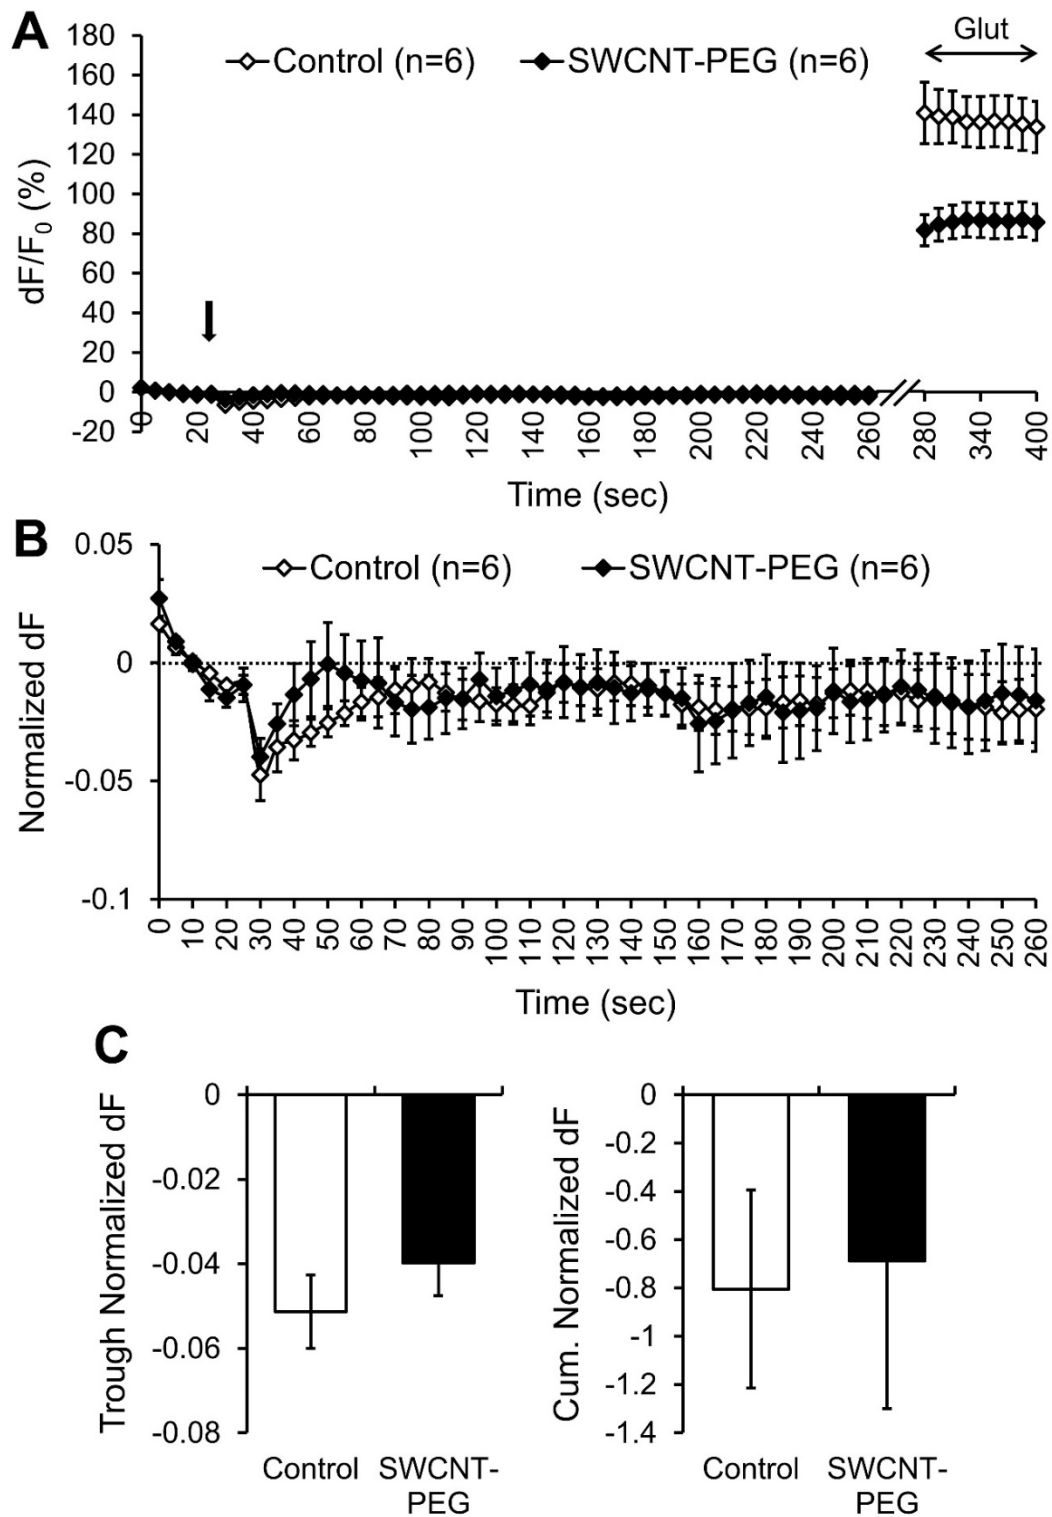 A
Glut
Control (n=6)
SWCNT-PEG (n=6)
180
160
140
120
100
80
60
40
20
0
-20
dF/F0 (%)
0 20 40 60 80 100 120 140 160 180 200 220 240 260 280 340 400
Time (sec)
B
Control (n=6)
SWCNT-PEG (n=6)
0.05
0
-0.05
-0.1
Normalized dF
0 10 20 30 40 50 60 70 80 90 100 110 120 130 140 150 160 170 180 190 200 210 220 230 240 250 260
Time (sec)
C
0
-0.02
-0.04
-0.06
-0.08
Trough Normalized dF
Control
SWCNT-
PEG
0
-0.2
-0.4
-0.6
-0.8
-1
-1.2
-1.4
Cum. Normalized dF
Control
SWCNT-
PEG